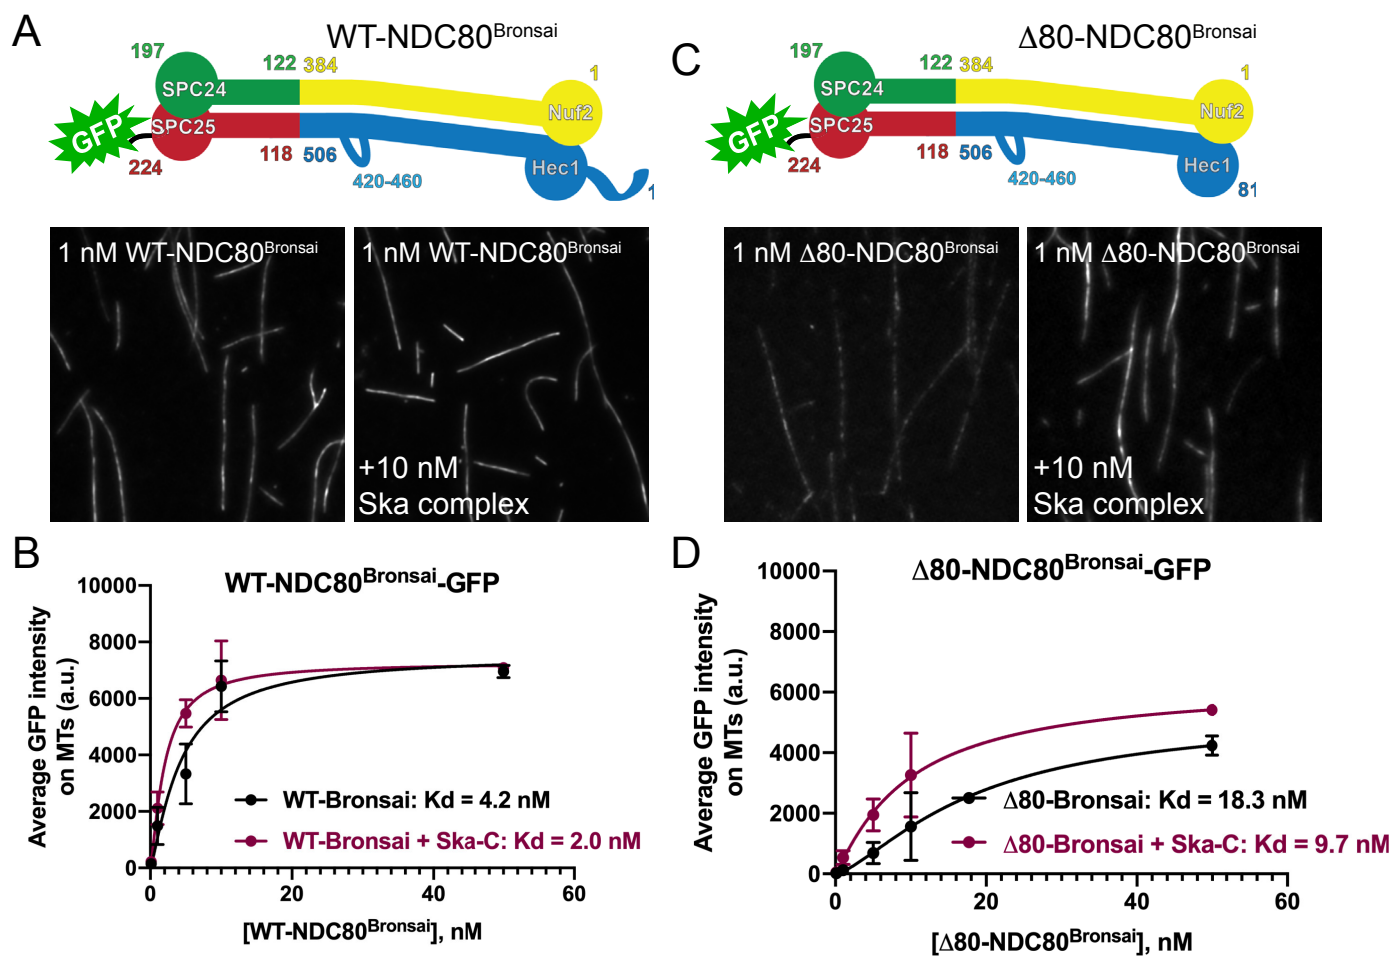 A
WT-NDC80Bronsai
197
122 384
1
SPC24
Nuf2
GFP
SPC25
Hec1
224
118 506
420-460
1
1 nM WT-NDC80Bronsai
1 nM WT-NDC80Bronsai
+10 nM
Ska complex
B
WT-NDC80Bronsai-GFP
10000
8000
6000
4000
2000
0
Average GFP intensity
on MTs (a.u.)
WT-Bronsai: Kd = 4.2 nM
WT-Bronsai + Ska-C: Kd = 2.0 nM
0
20
40
60
[WT-NDC80Bronsai], nM
C
Δ80-NDC80Bronsai
197
122 384
1
SPC24
Nuf2
GFP
SPC25
Hec1
224
118 506
420-460
81
1 nM Δ80-NDC80Bronsai
1 nM Δ80-NDC80Bronsai
+10 nM
Ska complex
D
Δ80-NDC80Bronsai-GFP
10000
8000
6000
4000
2000
0
Average GFP intensity
on MTs (a.u.)
Δ80-Bronsai: Kd = 18.3 nM
Δ80-Bronsai + Ska-C: Kd = 9.7 nM
0
20
40
60
[Δ80-NDC80Bronsai], nM